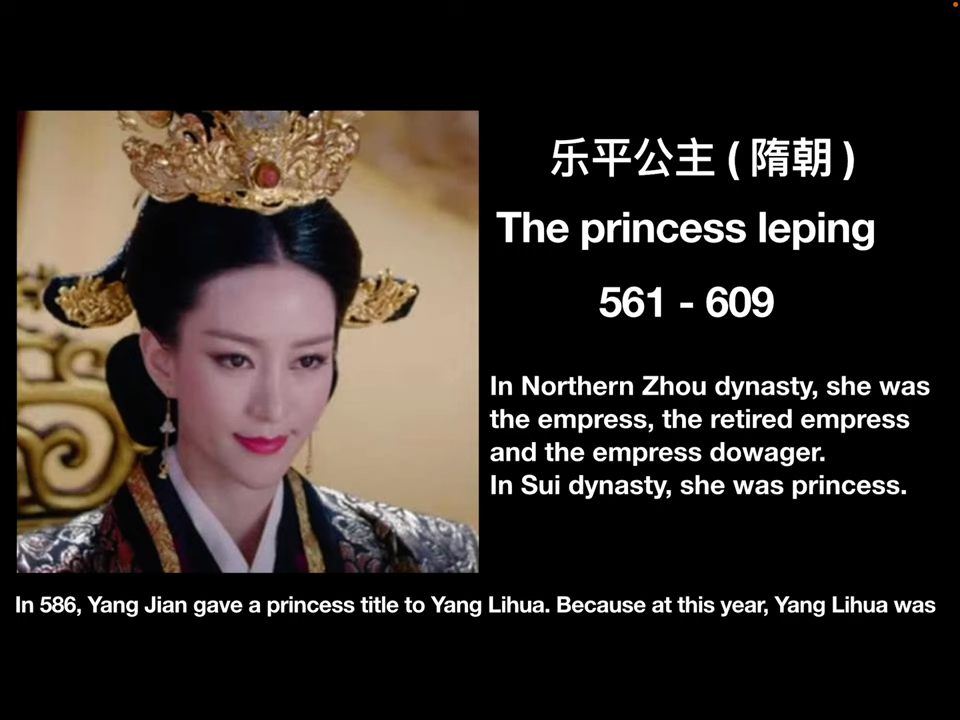 乐平公主 ( 隋朝 )
The princess leping
561 - 609
In Northern Zhou dynasty, she was
the empress, the retired empress
and the empress dowager.
In Sui dynasty, she was princess.
In 586, Yang Jian gave a princess title to Yang Lihua. Because at this year, Yang Lihua was